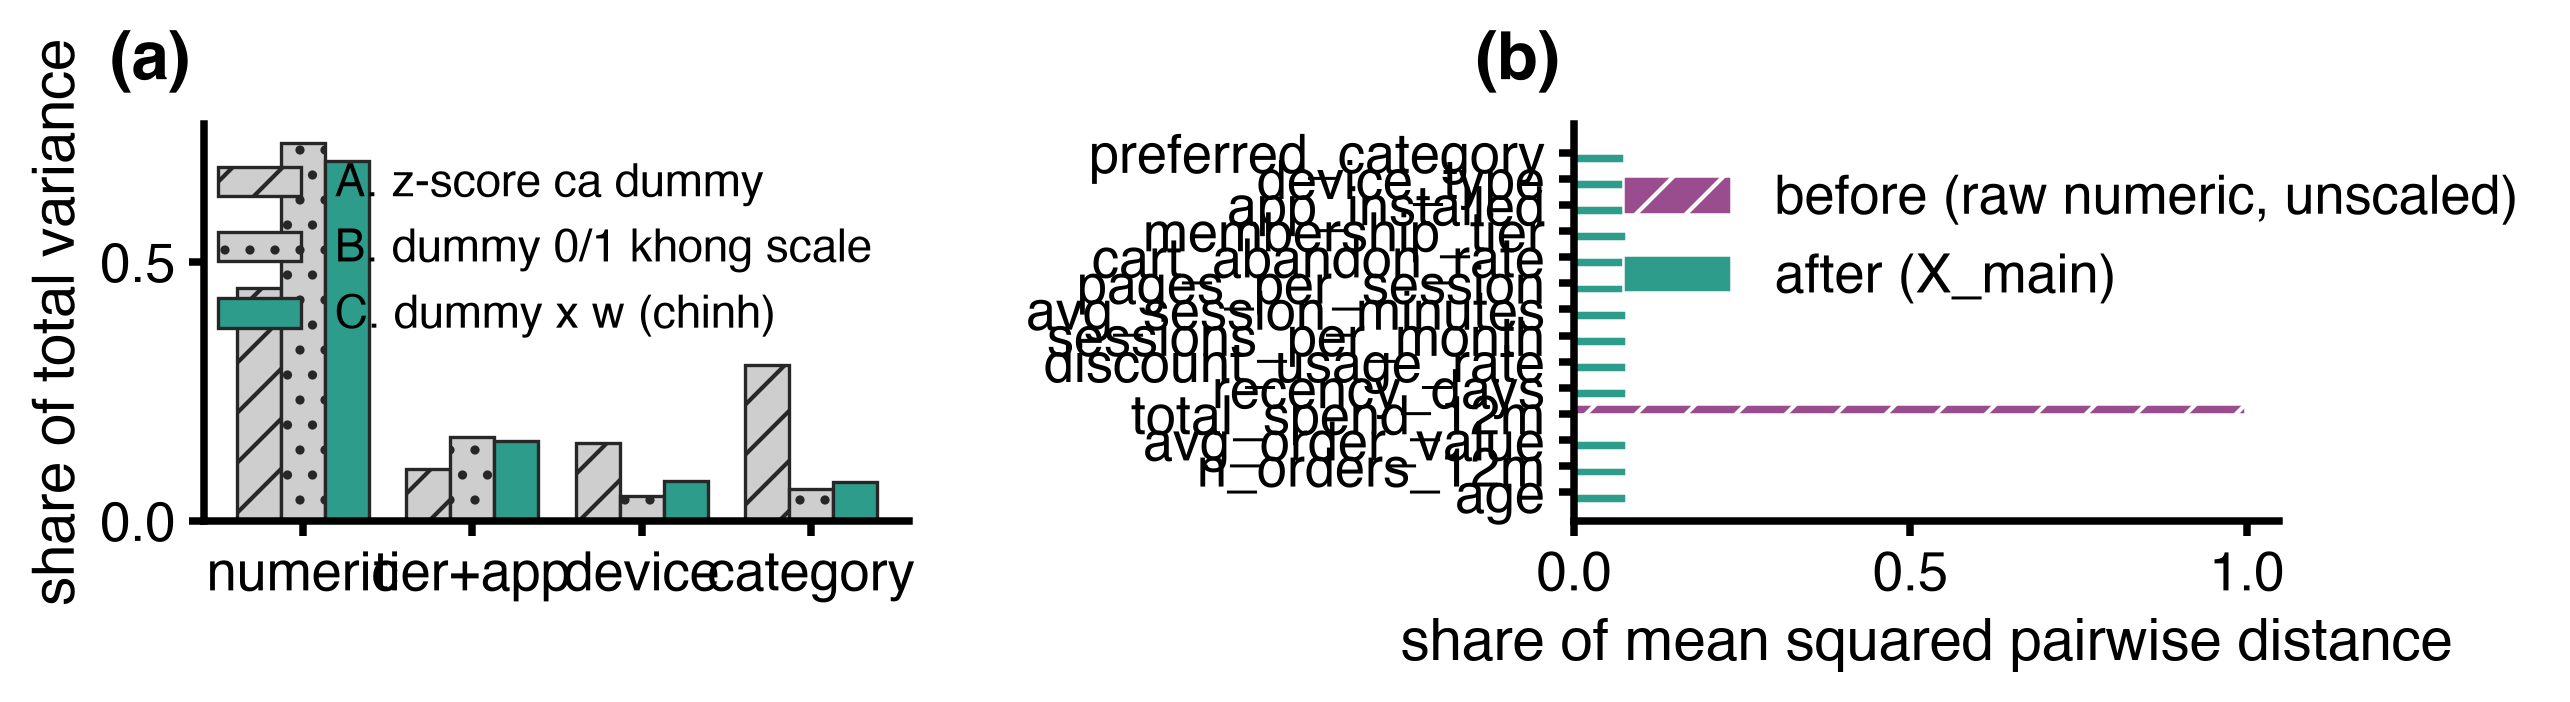 (a)
share of total variance
0.5
0.0
A. z-score ca dummy
B. dummy 0/1 khong scale
C. dummy x w (chinh)
numeric
tier+app
device
category
(b)
preferred_category
device_type
app_installed
membership_tier
cart_abandon_rate
pages_per_session
avg_session_minutes
sessions_per_month
discount_usage_rate
recency_days
total_spend_12m
avg_order_value
n_orders_12m
age
before (raw numeric, unscaled)
after (X_main)
0.0
0.5
1.0
share of mean squared pairwise distance